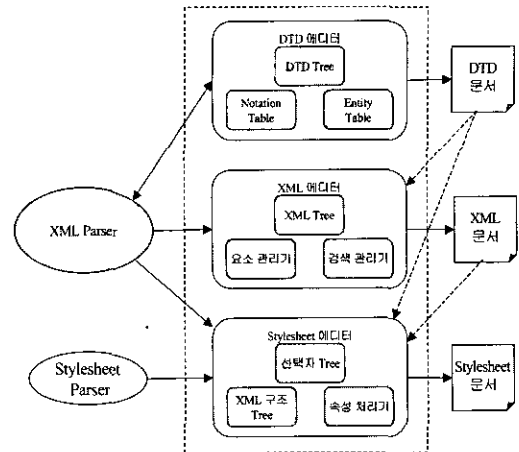 DTD 에디터
DTD Tree
Notation
Table
Entity
Table
DTD
문서
XML 에디터
XML Tree
요소 관리기
검색 관리기
XML
문서
XML Parser
Stylesheet 에디터
선택자 Tree
XML 구조
Tree
속성 처리기
Stylesheet
문서
Stylesheet
Parser